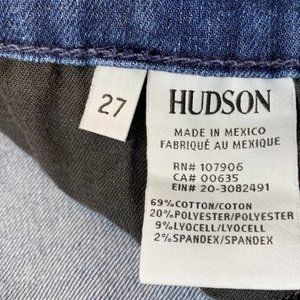 27
HUDSON
MADE IN MEXICO
FABRIQUÉ AU MEXIQUE
RN# 107906
CA# 00635
EIN# 20-3082491
69%COTTON/COTON
20%POLYESTER/POLYESTER
9%LYOCELL/LYOCELL
2%SPANDEX/SPANDEX